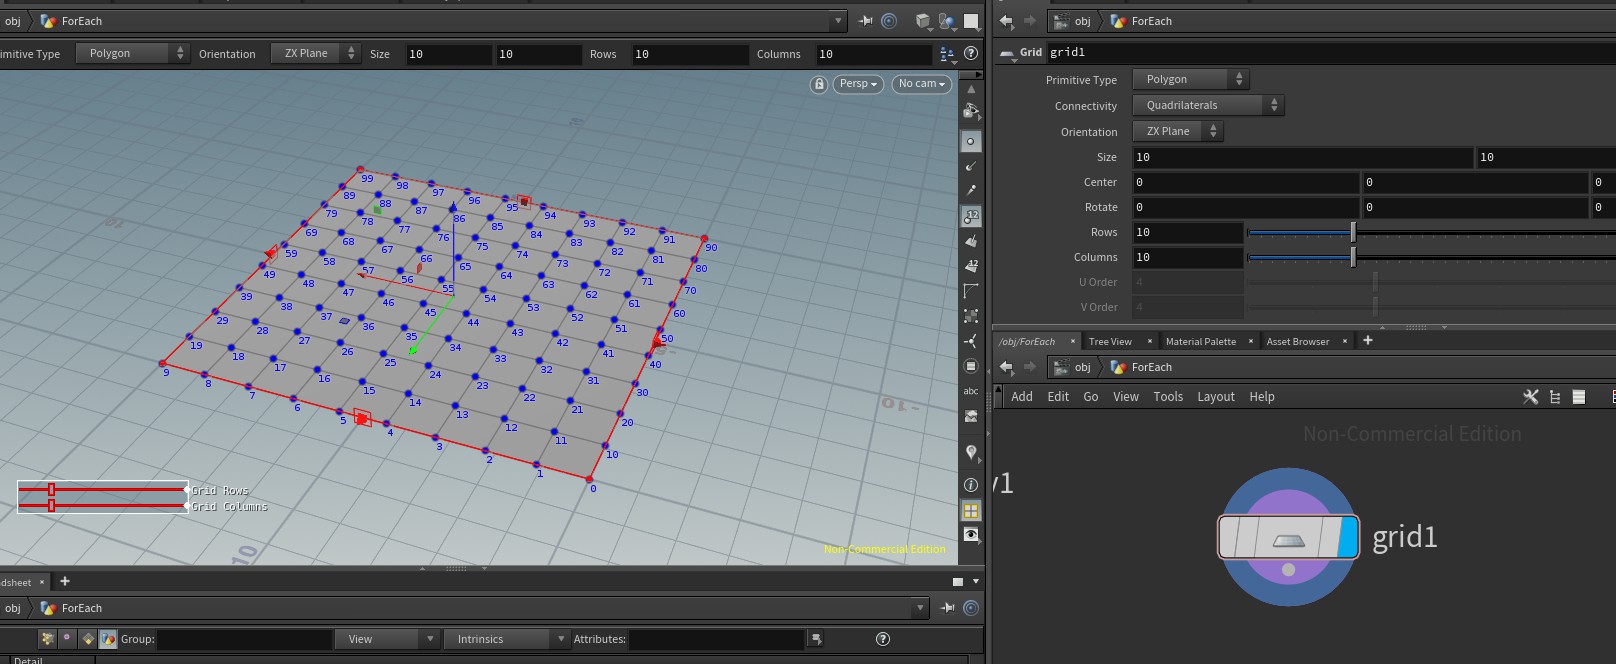 obj ForEach
imitive Type Polygon Orientation ZX Plane Size 10 10 Rows 10 Columns 10
Persp No cam
99 98 97 96 95 94 93 92 91 90
89 88 87 86 85 84 83 82 81 80
79 78 77 76 75 74 73 72 71 70
69 68 67 66 65 64 63 62 61 60
59 58 57 56 55 54 53 52 51 50
49 48 47 46 45 44 43 42 41 40
39 38 37 36 35 34 33 32 31 30
29 28 27 26 25 24 23 22 21 20
19 18 17 16 15 14 13 12 11 10
9 8 7 6 5 4 3 2 1 0
-10
10
Grid Rows
Grid Columns
Non-Commercial Edition
12
12
abc
dsheet × +
obj ForEach
Group: View Intrinsics Attributes:
Detail
obj ForEach
Grid grid1
Primitive Type Polygon
Connectivity Quadrilaterals
Orientation ZX Plane
Size 10 10
Center 0 0 0
Rotate 0 0 0
Rows 10
Columns 10
U Order 4
V Order 4
/obj/ForEach × Tree View × Material Palette × Asset Browser × +
obj ForEach
Add Edit Go View Tools Layout Help
Non-Commercial Edition
1
grid1